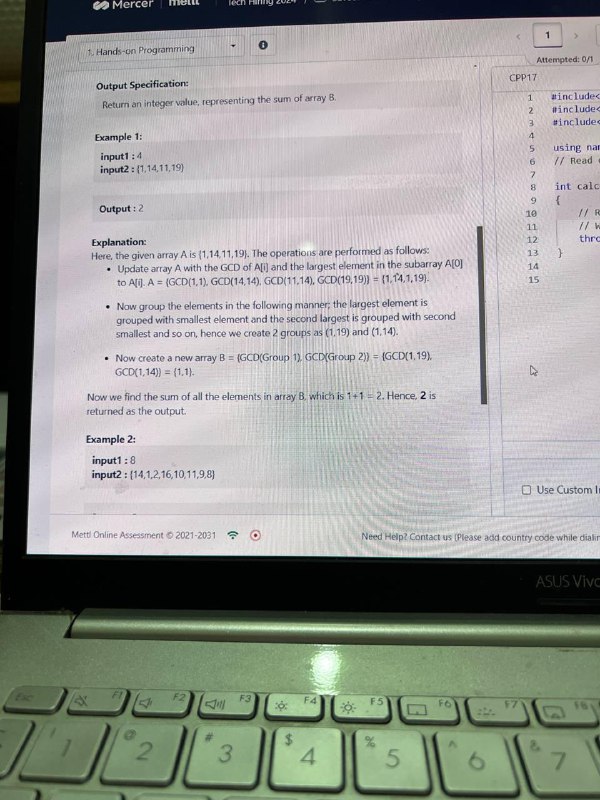 Mercer mettl Tech Hiring 2024
1. Hands-on Programming
1
Attempted: 0/1
Output Specification:
Return an integer value, representing the sum of array B.
Example 1:
input1 : 4
input2 : {1,14,11,19}
Output : 2
Explanation:
Here, the given array A is {1,14,11,19}. The operations are performed as follows:
• Update array A with the GCD of A[i] and the largest element in the subarray A[0]
to A[i]. A = {GCD(1,1), GCD(14,14), GCD(11,14), GCD(19,19)} = {1,14,1,19}.
• Now group the elements in the following manner; the largest element is
grouped with smallest element and the second largest is grouped with second
smallest and so on, hence we create 2 groups as (1,19) and (1,14).
• Now create a new array B = {GCD(Group 1), GCD(Group 2)} = {GCD(1,19),
GCD(1,14)} = {1,1}.
Now we find the sum of all the elements in array B, which is 1+1 = 2. Hence, 2 is
returned as the output.
Example 2:
input1 : 8
input2 : {14,1,2,16,10,11,9,8}
CPP17
1 #include<
2 #include<
3 #include<
4
5 using nam
6 // Read
7
8 int calc
9 {
10 // R
11 // W
12 thro
13 }
14
15
Use Custom I
Mettl Online Assessment © 2021-2031
Need Help? Contact us (Please add country code while dialin
ASUS Vivo
Esc F1 F2 F3 F4 F5 F6 F7 F8
! 1 @ 2 # 3 $ 4 % 5 ^ 6 & 7